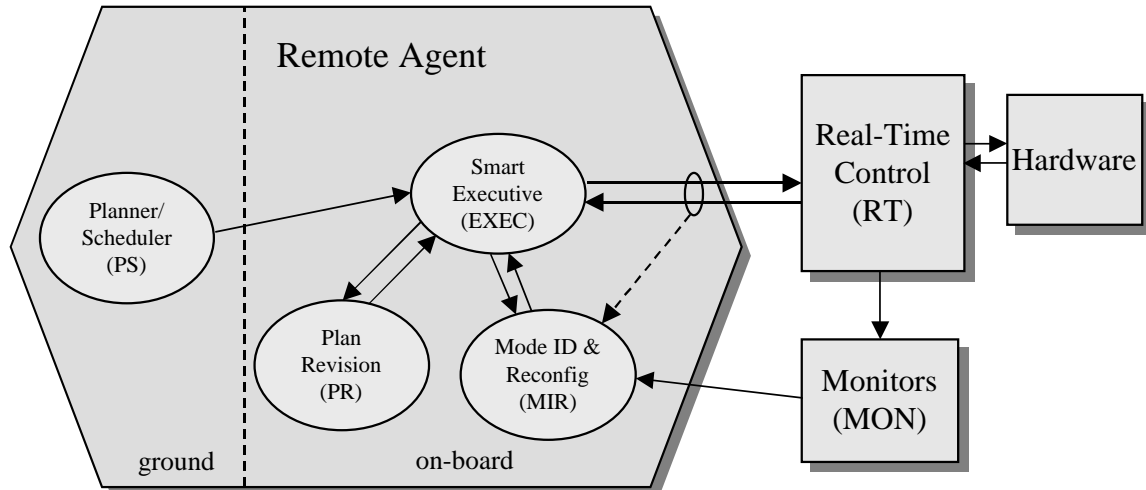 Remote Agent
Planner/
Scheduler
(PS)
Smart
Executive
(EXEC)
Plan
Revision
(PR)
Mode ID &
Reconfig
(MIR)
ground
on-board
Real-Time
Control
(RT)
Hardware
Monitors
(MON)